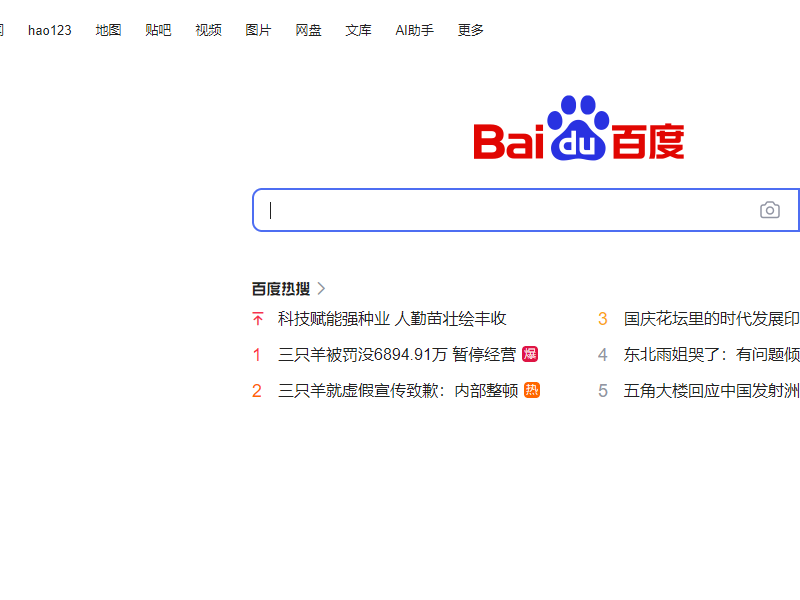 hao123 地图 贴吧 视频 图片 网盘 文库 AI助手 更多
Bai du 百度
百度热搜
科技赋能强种业 人勤苗壮绘丰收
1 三只羊被罚没6894.91万 暂停经营 爆
2 三只羊就虚假宣传致歉：内部整顿 热
3 国庆花坛里的时代发展印
4 东北雨姐哭了：有问题倾
5 五角大楼回应中国发射洲